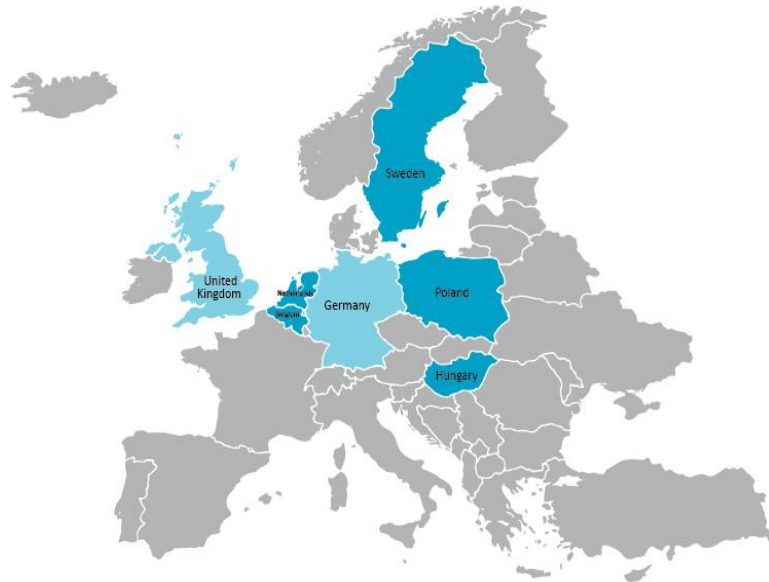 Sweden
United
Kingdom
Netherlands
Germany
Poland
Belgium
Hungary